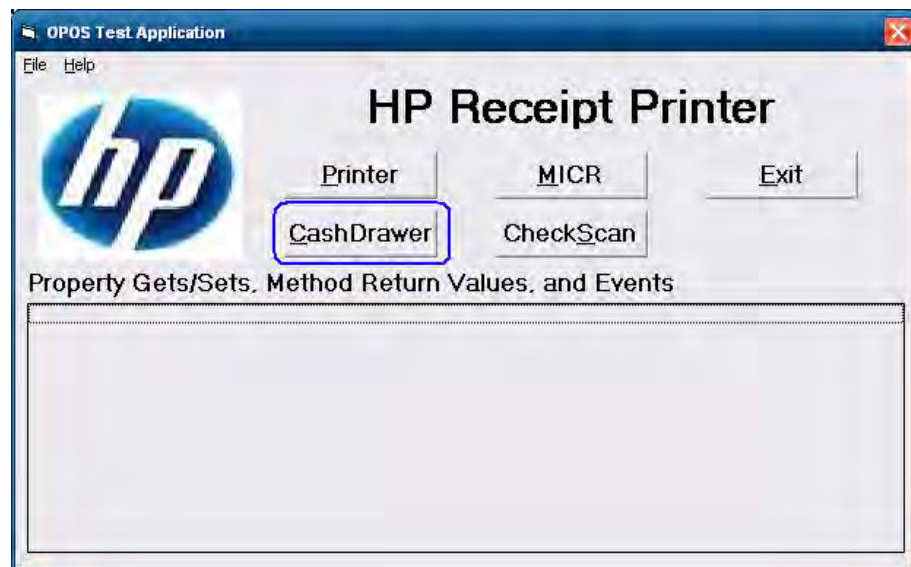 OPOS Test Application
File Help
hp
HP Receipt Printer
Printer MICR Exit
CashDrawer CheckScan
Property Gets/Sets, Method Return Values, and Events